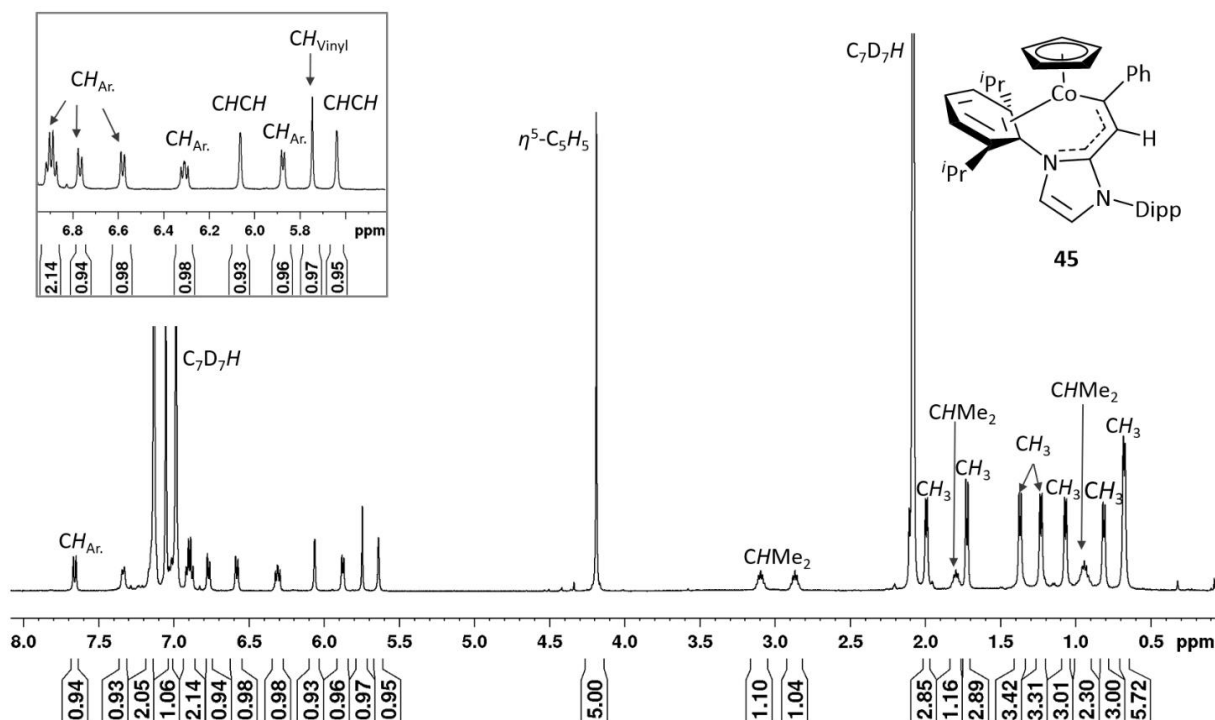 CH_Vinyl
CH_Ar.
CHCH CH_Ar. CHCH
CH_Ar.
6.8 6.6 6.4 6.2 6.0 5.8 ppm
2.14 0.94 0.98 0.98 0.93 0.96 0.97 0.95
C₇D₇H
η⁵-C₅H₅
ⁱPr
Co
Ph
H
ⁱPr
N
N
Dipp
45
C₇D₇H
CH_Ar.
CHMe₂
CH₃
CHMe₂
CH₃
CH₃
CH₃
CH₃
CHMe₂
CH₃
8.0 7.5 7.0 6.5 6.0 5.5 5.0 4.5 4.0 3.5 3.0 2.5 2.0 1.5 1.0 0.5 ppm
0.94 0.93 2.05 1.06 2.14 0.94 0.98 0.98 0.93 0.96 0.97 0.95 5.00 1.10 1.04 2.85 1.16 2.89 3.42 3.31 3.01 2.30 3.00 5.72